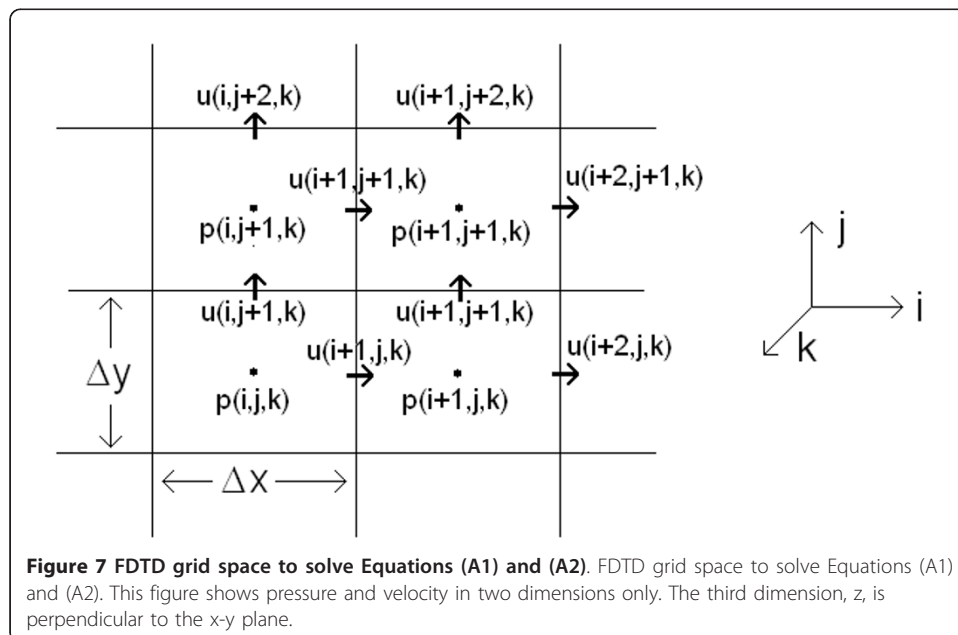 u(i,j+2,k) u(i+1,j+2,k)
u(i+1,j+1,k) u(i+2,j+1,k)
p(i,j+1,k) p(i+1,j+1,k)
u(i,j+1,k) u(i+1,j+1,k)
u(i+1,j,k) u(i+2,j,k)
p(i,j,k) p(i+1,j,k)
Δy
Δx
j
i
k
Figure 7 FDTD grid space to solve Equations (A1) and (A2). FDTD grid space to solve Equations (A1)
and (A2). This figure shows pressure and velocity in two dimensions only. The third dimension, z, is
perpendicular to the x-y plane.